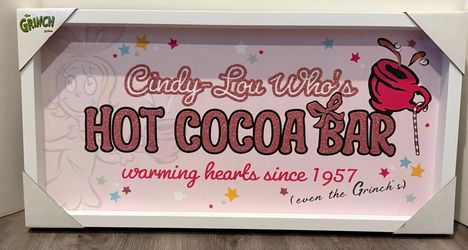 the
GRINCH
Cindy-Lou Who's
HOT COCOA BAR
warming hearts since 1957
(even the Grinch's)